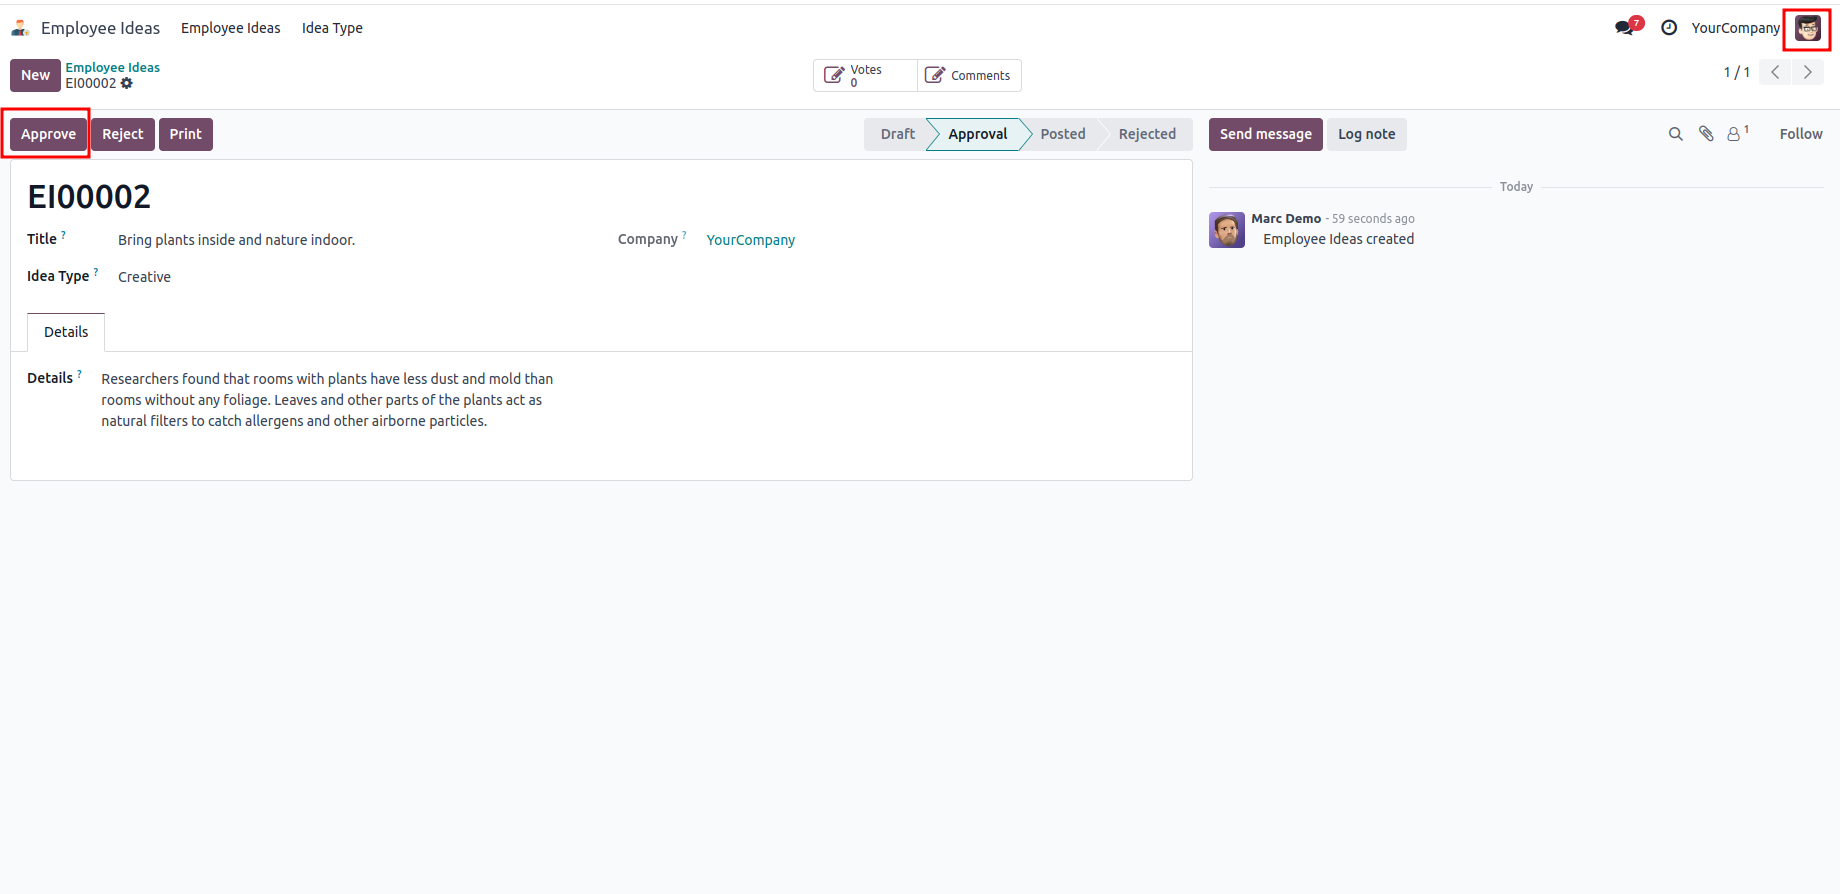 Employee Ideas Employee Ideas Idea Type 7 YourCompany
New Employee Ideas Votes Comments 1 / 1
EI00002 0
Approve Reject Print Draft Approval Posted Rejected Send message Log note 1 Follow
EI00002
Today
Title ? Bring plants inside and nature indoor. Company ? YourCompany
Marc Demo - 59 seconds ago
Employee Ideas created
Idea Type ? Creative
Details
Details ? Researchers found that rooms with plants have less dust and mold than
rooms without any foliage. Leaves and other parts of the plants act as
natural filters to catch allergens and other airborne particles.